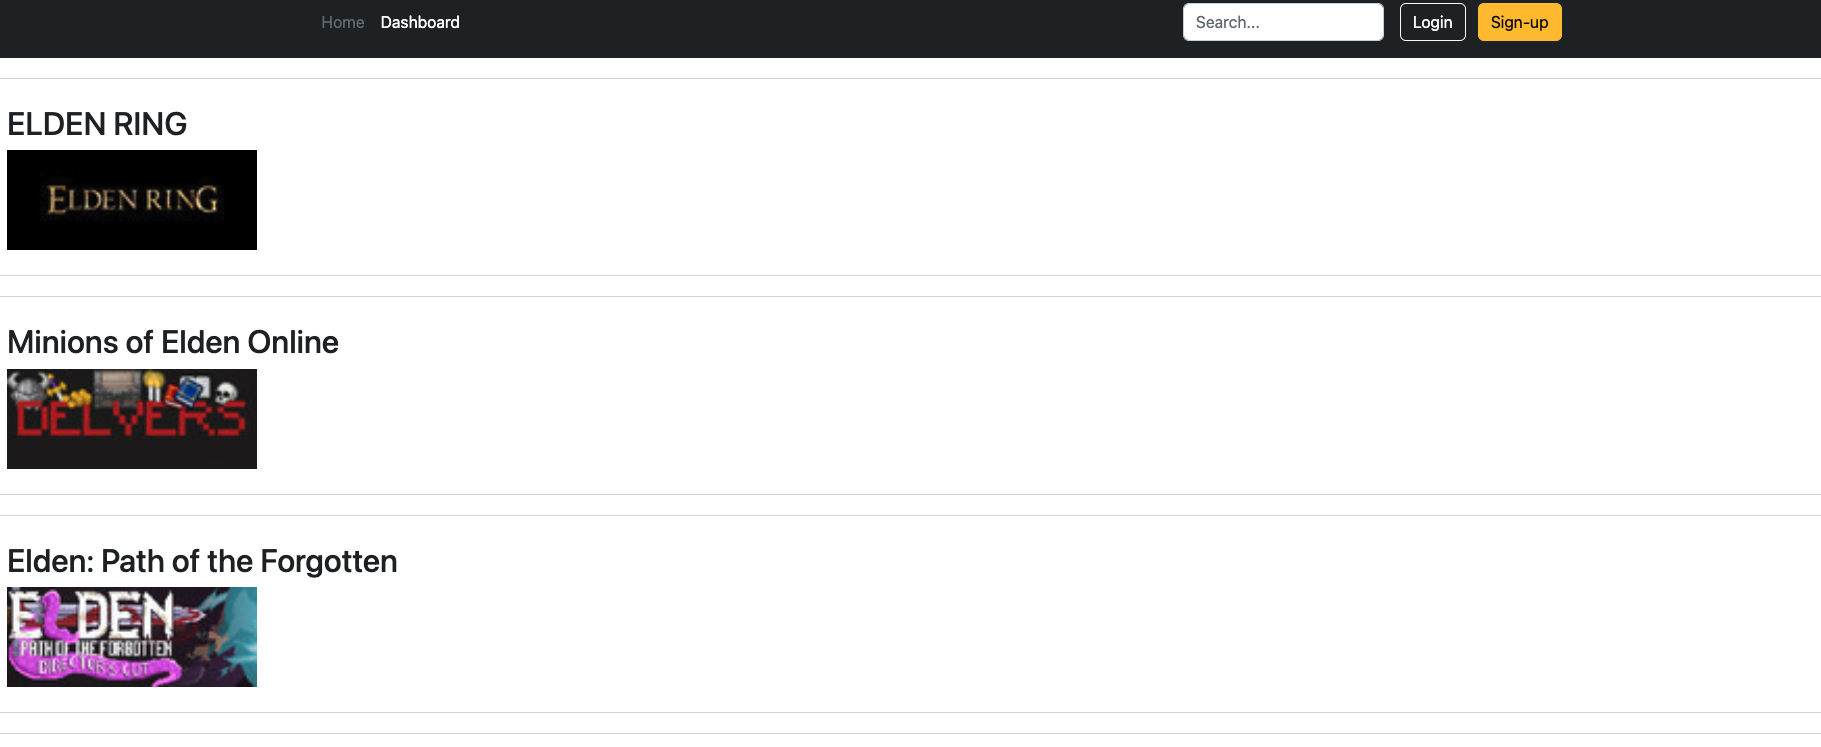 Home Dashboard Search... Login Sign-up
ELDEN RING
ELDEN RING
Minions of Elden Online
DELVERS
Elden: Path of the Forgotten
ELDEN
PATH OF THE FORGOTTEN
DIRECTOR'S CUT